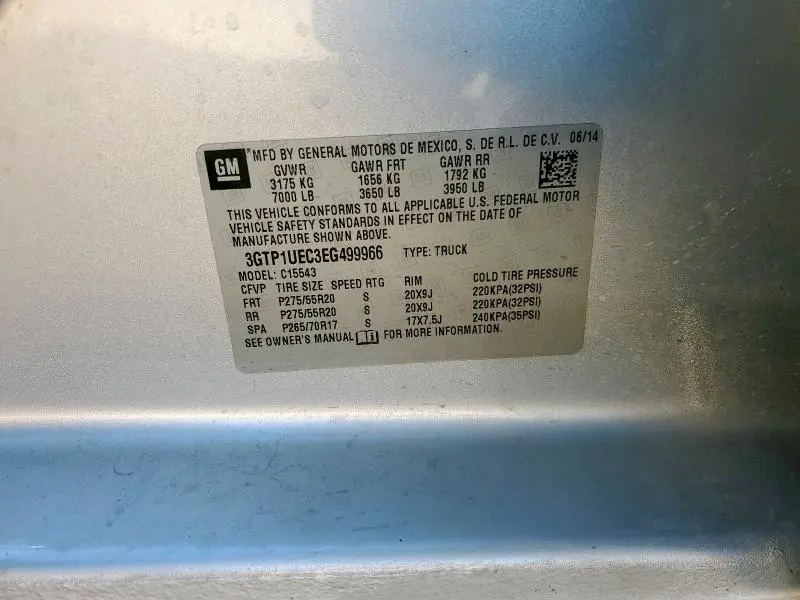 GM
®MFD BY GENERAL MOTORS DE MEXICO, S. DE R.L. DE C.V. 06/14
GVWR GAWR FRT GAWR RR
3175 KG 1656 KG 1792 KG
7000 LB 3650 LB 3950 LB
THIS VEHICLE CONFORMS TO ALL APPLICABLE U.S. FEDERAL MOTOR
VEHICLE SAFETY STANDARDS IN EFFECT ON THE DATE OF
MANUFACTURE SHOWN ABOVE.
3GTP1UEC3EG499966 TYPE: TRUCK
MODEL: C15543
CFVP TIRE SIZE SPEED RTG RIM COLD TIRE PRESSURE
FRT P275/55R20 S 20X9J 220KPA(32PSI)
RR P275/55R20 S 20X9J 220KPA(32PSI)
SPA P265/70R17 S 17X7.5J 240KPA(35PSI)
SEE OWNER'S MANUAL FOR MORE INFORMATION.